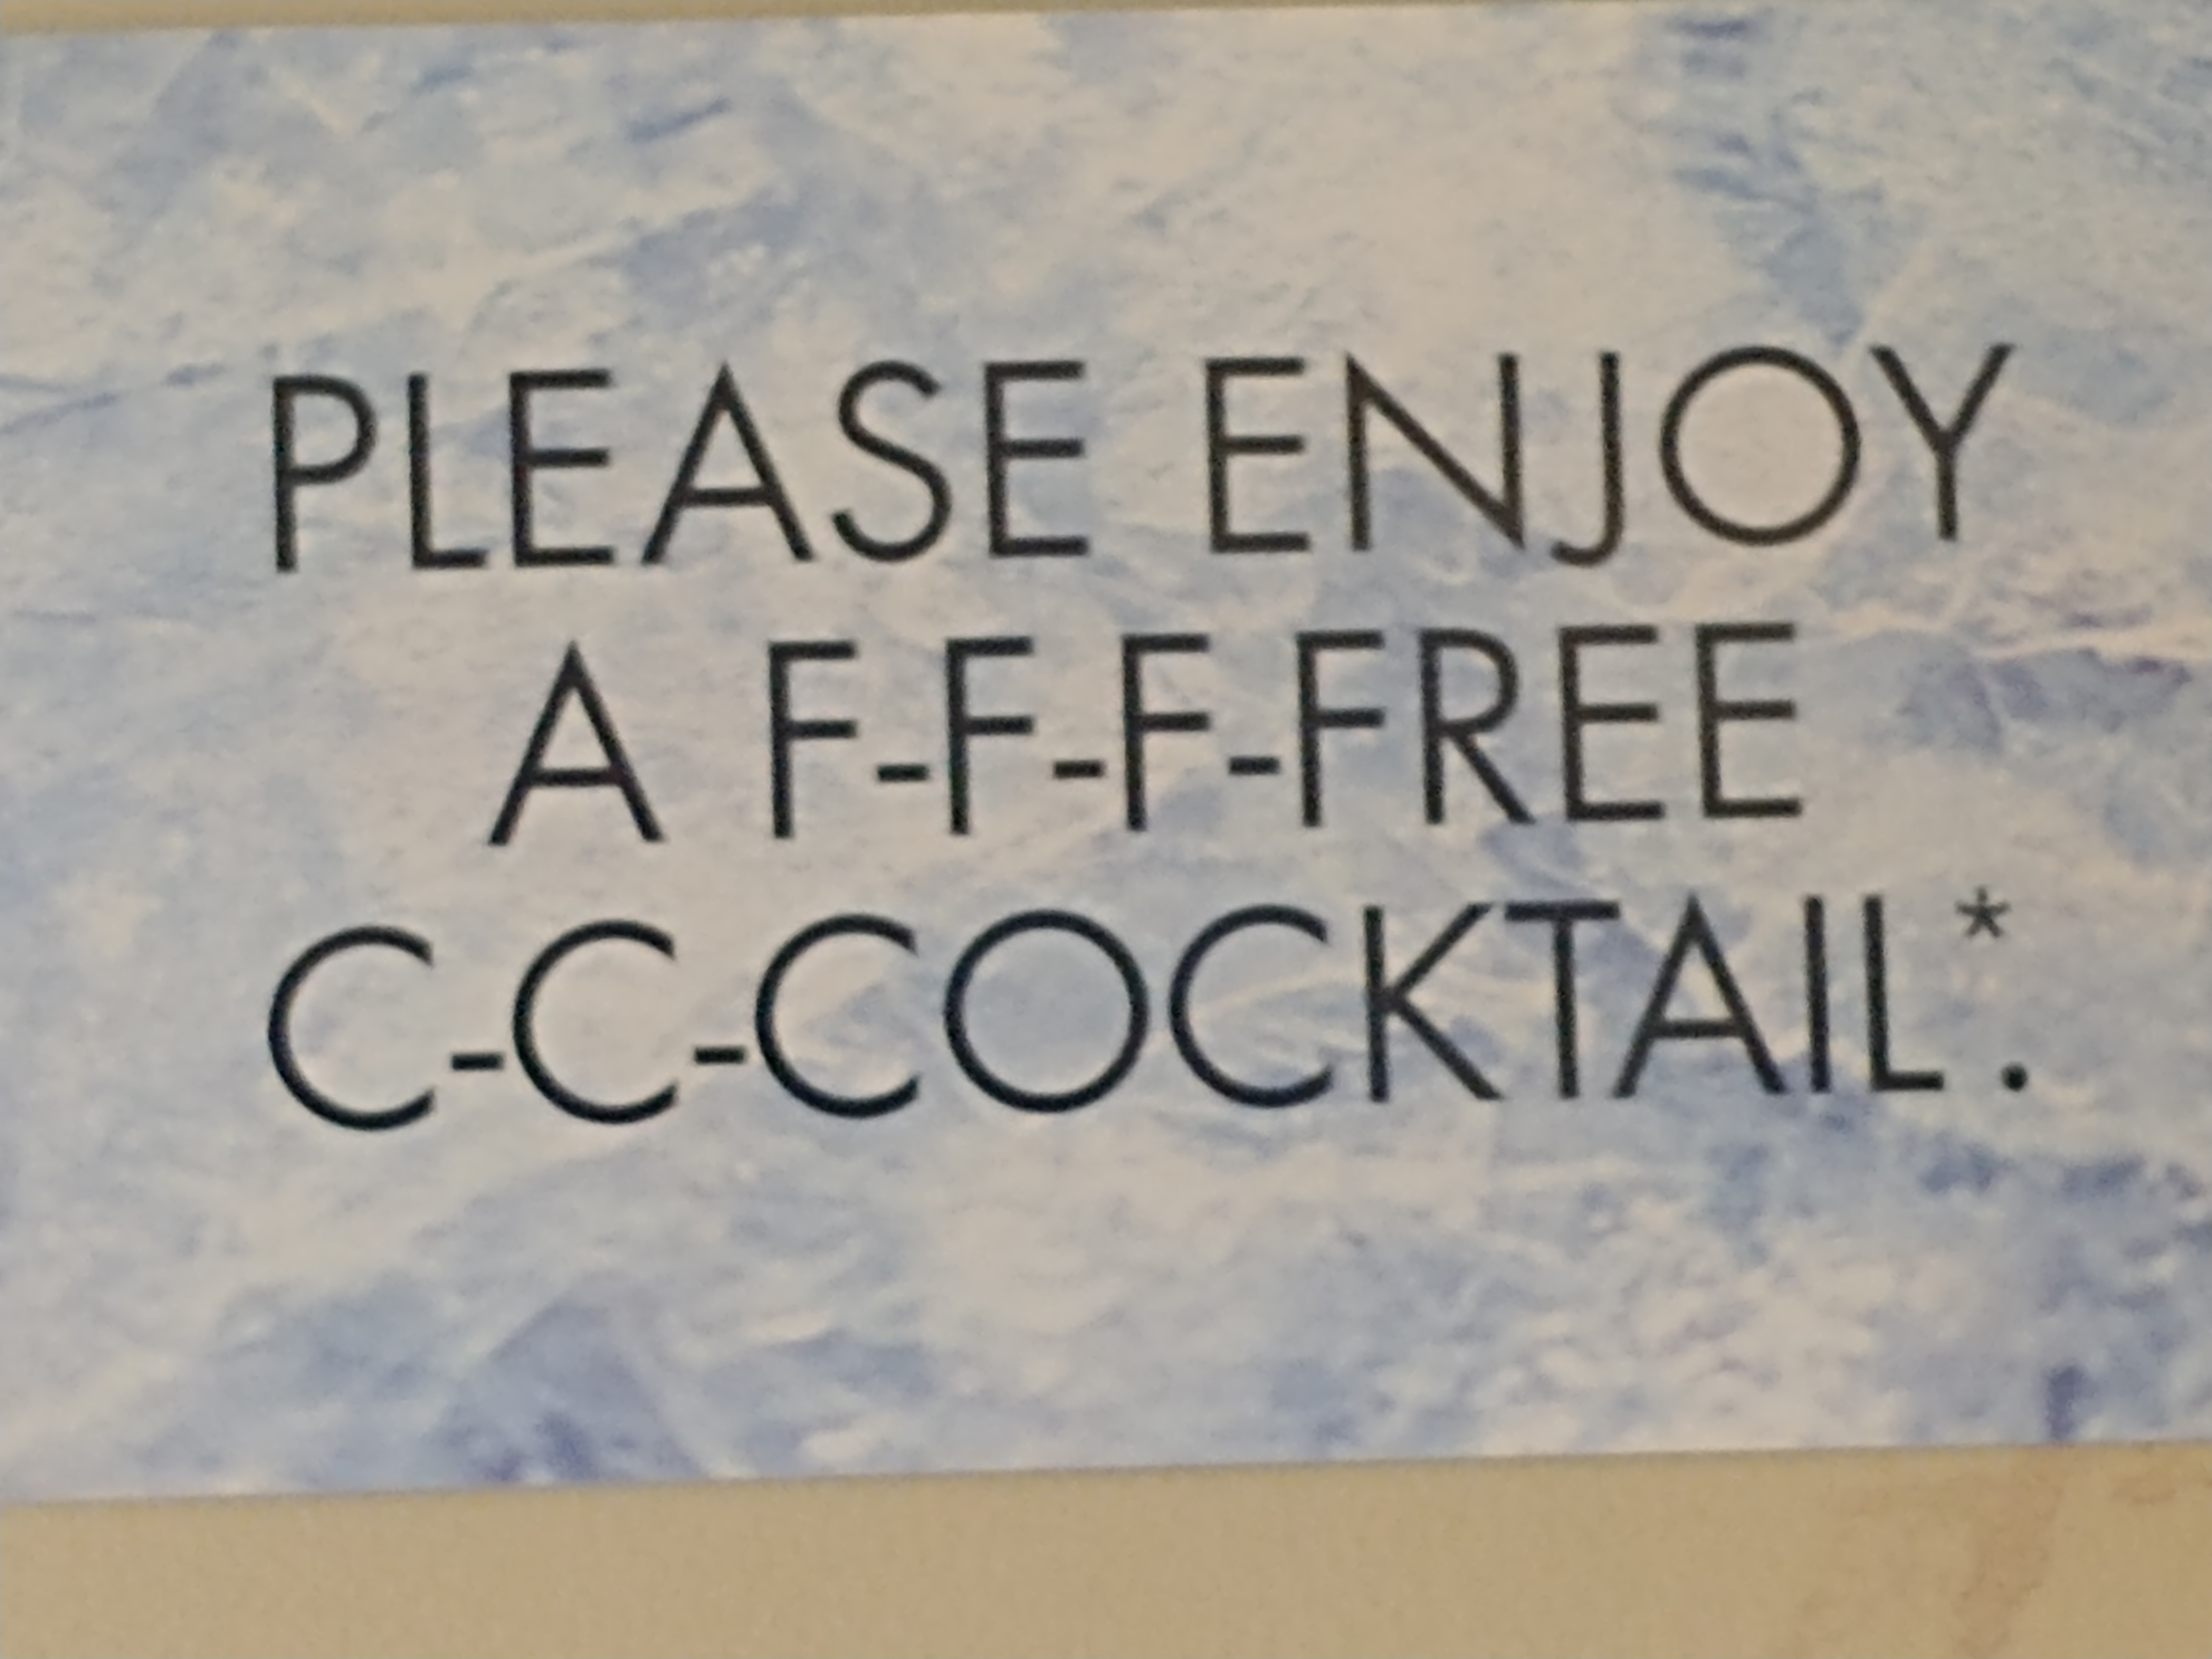 PLEASE ENJOY
A F-F-F-FREE
C-C-COCKTAIL*.